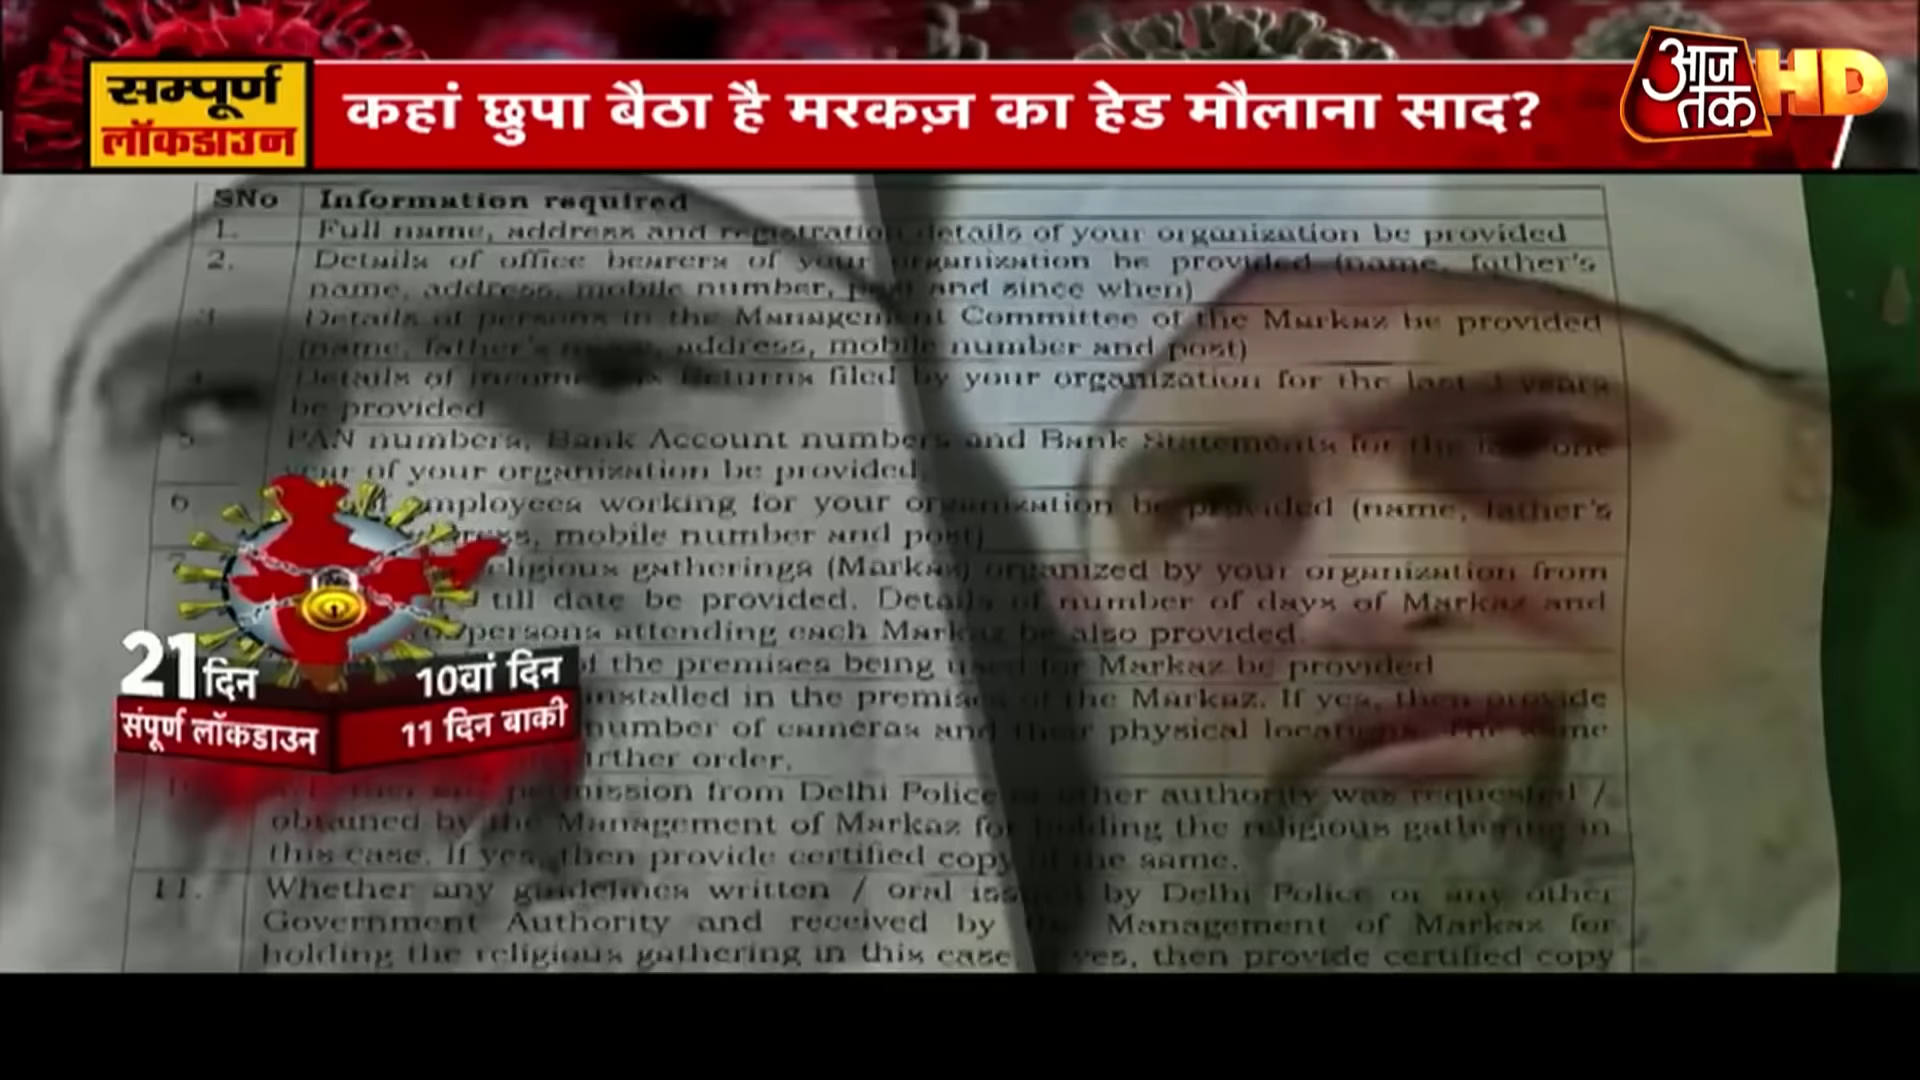 सम्पूर्ण
लॉकडाउन
कहां छुपा बैठा है मरकज़ का हेड मौलाना साद?
आज
तक
HD
SNo Information required
1. Full name, address and registration details of your organization be provided
2. Details of office bearers of your organization be provided (name, father's
name, address, mobile number, post and since when)
3 Details of persons in the Management Committee of the Markaz be provided
(name, father's name, address, mobile number and post)
4 Details of income tax Returns filed by your organization for the last 3 years
be provided
5 PAN numbers, Bank Account numbers and Bank Statements for the last one
year of your organization be provided.
6 employees working for your organization be provided (name, father's
mobile number and post)
7 religious gatherings (Markaz) organized by your organization from
till date be provided. Details of number of days of Markaz and
persons attending each Markaz be also provided.
of the premises being used for Markaz be provided
installed in the premises of the Markaz. If yes, then provide
number of cameras and their physical locations. The same
further order.
permission from Delhi Police or other authority was requested /
obtained by the Management of Markaz for holding the religious gathering in
this case. If yes, then provide certified copy of the same.
11. Whether any guidelines written / oral issued by Delhi Police or any other
Government Authority and received by the Management of Markaz for
holding the religious gathering in this case yes, then provide certified copy
21 दिन
संपूर्ण लॉकडाउन
10वां दिन
11 दिन बाकी